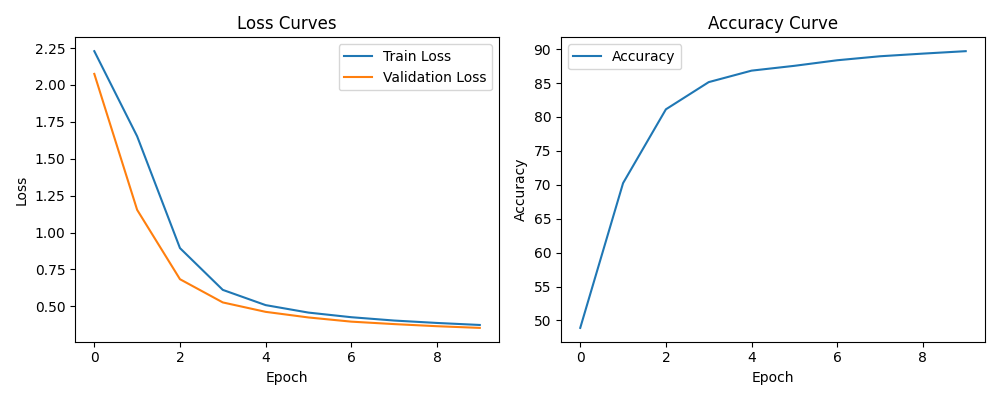 Loss Curves
2.25
2.00
1.75
1.50
1.25
1.00
0.75
0.50
Loss
Train Loss
Validation Loss
0 2 4 6 8
Epoch
Accuracy Curve
90
85
80
75
70
65
60
55
50
Accuracy
Accuracy
0 2 4 6 8
Epoch